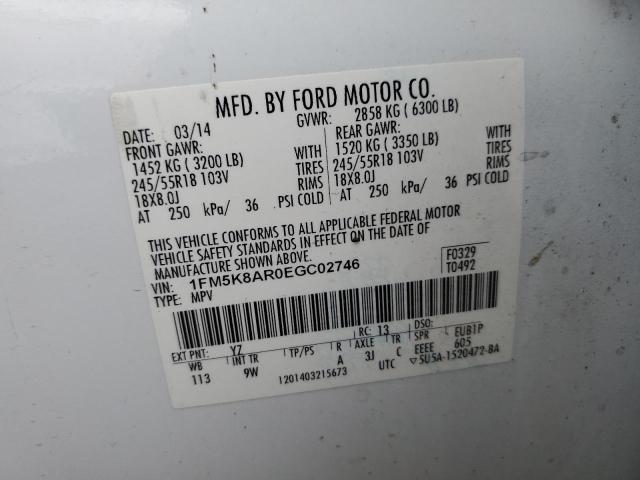 MFD. BY FORD MOTOR CO.
DATE: 03/14 GVWR: 2858 KG ( 6300 LB)
FRONT GAWR: REAR GAWR:
1452 KG ( 3200 LB) 1520 KG ( 3350 LB)
245/55R18 103V TIRES 245/55R18 103V TIRES
18X8.0J RIMS 18X8.0J RIMS
AT 250 kPa/ 36 PSI COLD AT 250 kPa/ 36 PSI COLD
THIS VEHICLE CONFORMS TO ALL APPLICABLE FEDERAL MOTOR
VEHICLE SAFETY STANDARDS IN EFFECT ON THE DATE OF
MANUFACTURE SHOWN ABOVE.
VIN: 1FM5K8AR0EGC02746 F0329
TYPE: MPV T0492
EXT PNT: YZ RC: 13 DSO:
WB INT TR TP/PS R AXLE TR SPR EUB1P
113 9W A 3J C EEEE 605
1201403215673 UTC ▽5U5A-1520472-BA